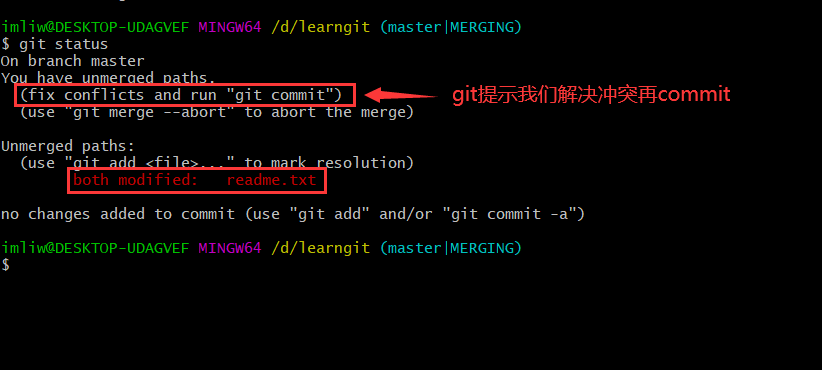 imliw@DESKTOP-UDAGVEF MINGW64 /d/learngit (master|MERGING)
$ git status
On branch master
You have unmerged paths.
(fix conflicts and run "git commit")
git提示我们解决冲突再commit
(use "git merge --abort" to abort the merge)
Unmerged paths:
(use "git add <file>..." to mark resolution)
both modified: readme.txt
no changes added to commit (use "git add" and/or "git commit -a")
imliw@DESKTOP-UDAGVEF MINGW64 /d/learngit (master|MERGING)
$